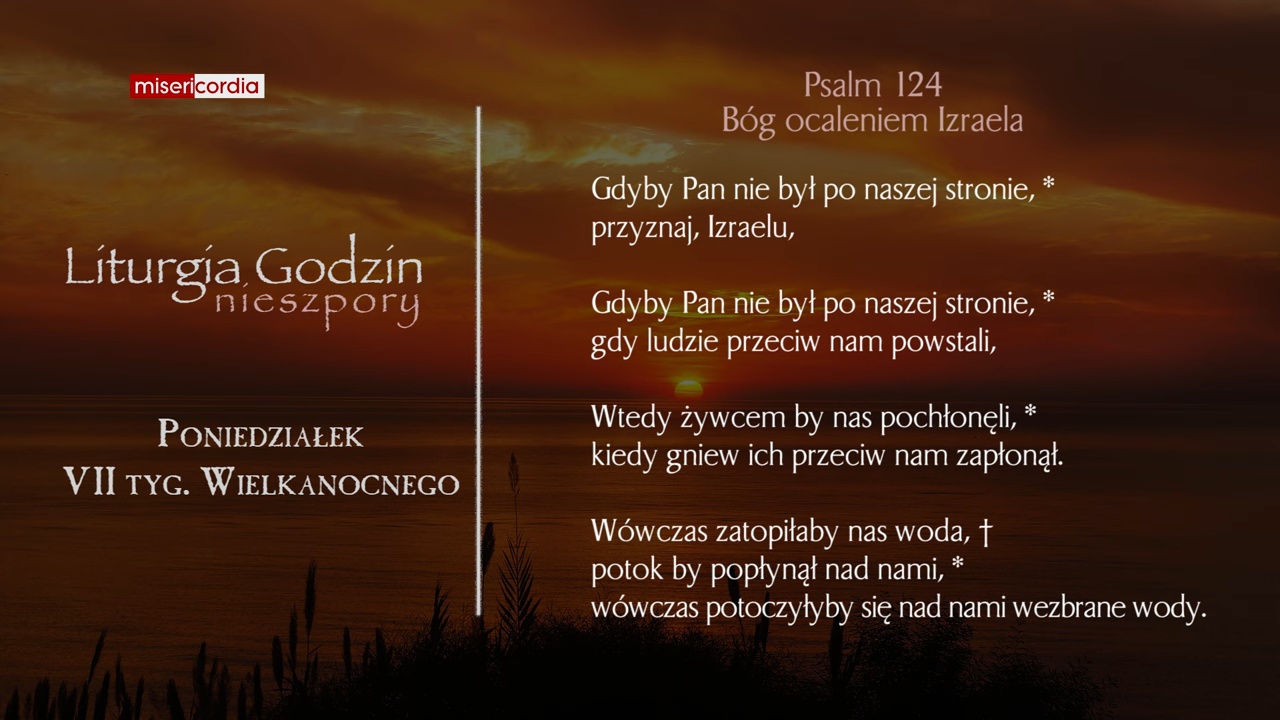 misericordia
Liturgia Godzin
nieszpory
Poniedziałek
VII tyg. Wielkanocnego
Psalm 124
Bóg ocaleniem Izraela
Gdyby Pan nie był po naszej stronie, *
przyznaj, Izraelu,
Gdyby Pan nie był po naszej stronie, *
gdy ludzie przeciw nam powstali,
Wtedy żywcem by nas pochłonęli, *
kiedy gniew ich przeciw nam zapłonął.
Wówczas zatopiłaby nas woda, †
potok by popłynął nad nami, *
wówczas potoczyłyby się nad nami wezbrane wody.